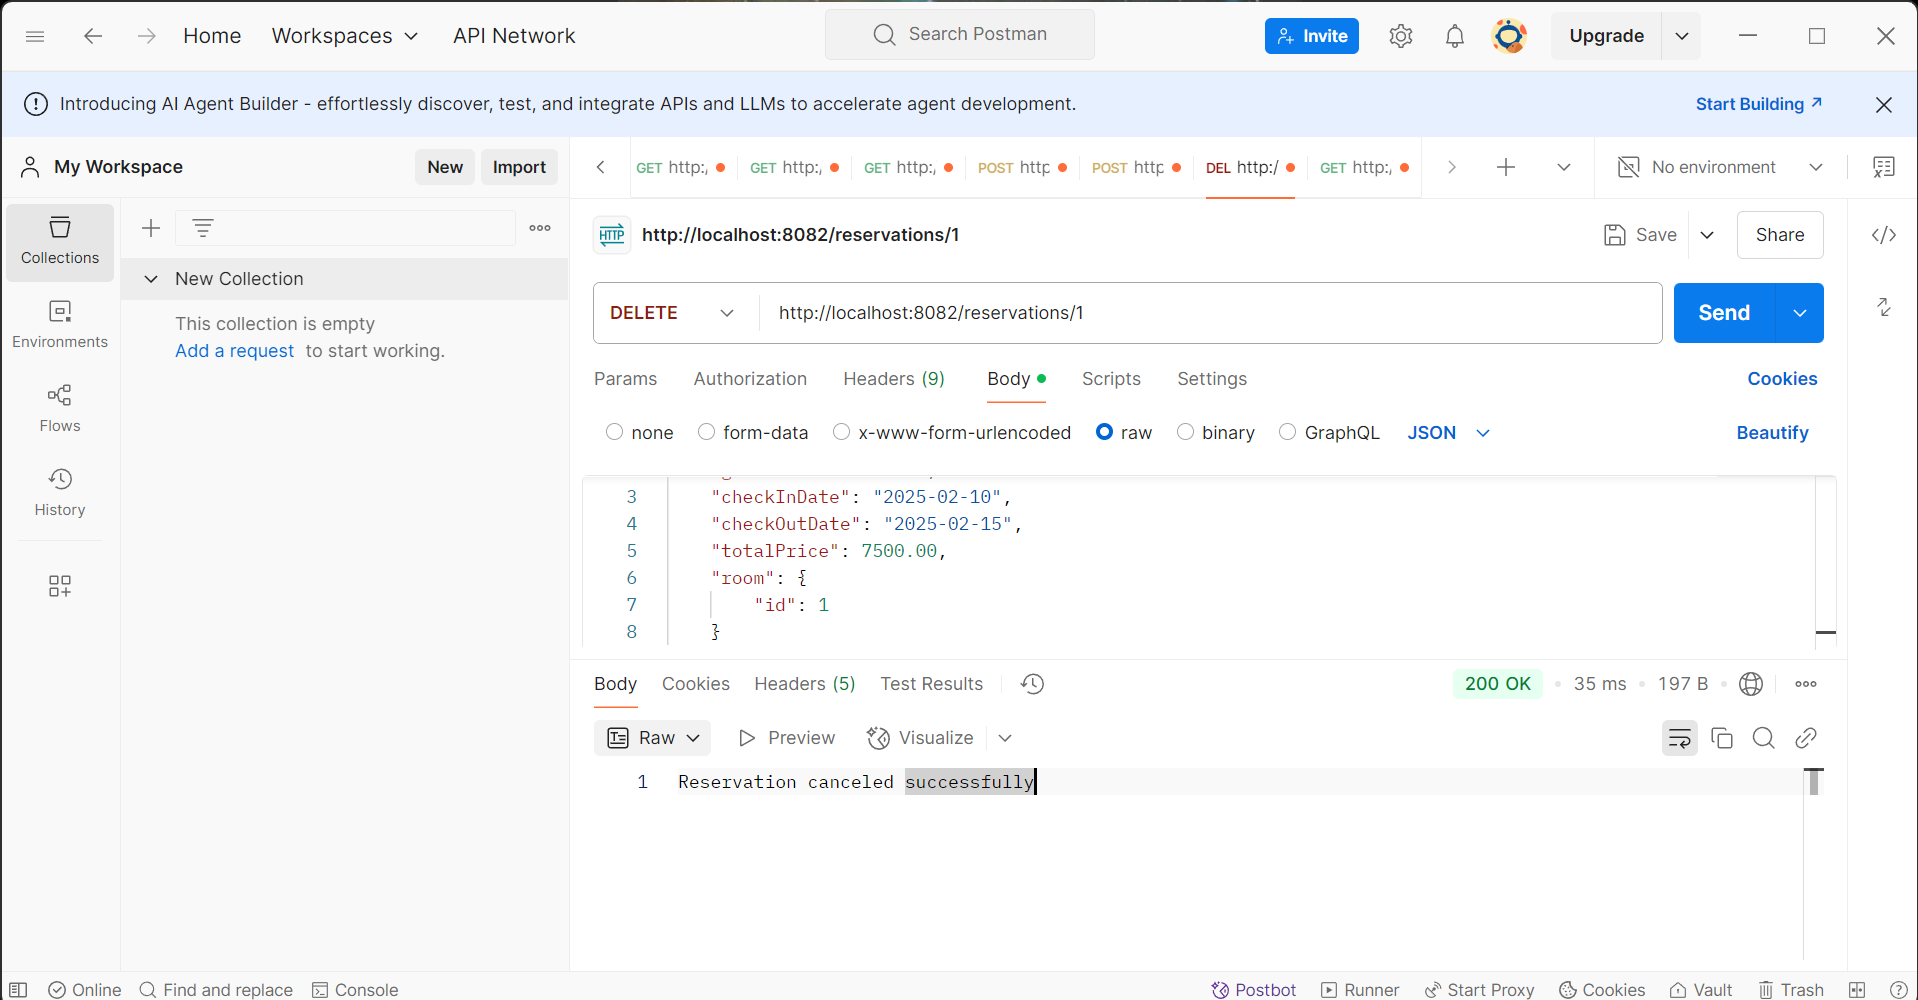 Home Workspaces API Network Search Postman Invite Upgrade
Introducing AI Agent Builder - effortlessly discover, test, and integrate APIs and LLMs to accelerate agent development. Start Building
My Workspace New Import GET http:/ GET http:/ GET http:/ POST http POST http DEL http:/ GET http:/ No environment
Collections
Environments
Flows
History
New Collection
This collection is empty
Add a request to start working.
HTTP http://localhost:8082/reservations/1 Save Share
DELETE http://localhost:8082/reservations/1 Send
Params Authorization Headers (9) Body Scripts Settings Cookies
none form-data x-www-form-urlencoded raw binary GraphQL JSON Beautify
3 "checkInDate": "2025-02-10",
4 "checkOutDate": "2025-02-15",
5 "totalPrice": 7500.00,
6 "room": {
7 "id": 1
8 }
Body Cookies Headers (5) Test Results 200 OK • 35 ms • 197 B
Raw Preview Visualize
1 Reservation canceled successfully
Online Find and replace Console Postbot Runner Start Proxy Cookies Vault Trash